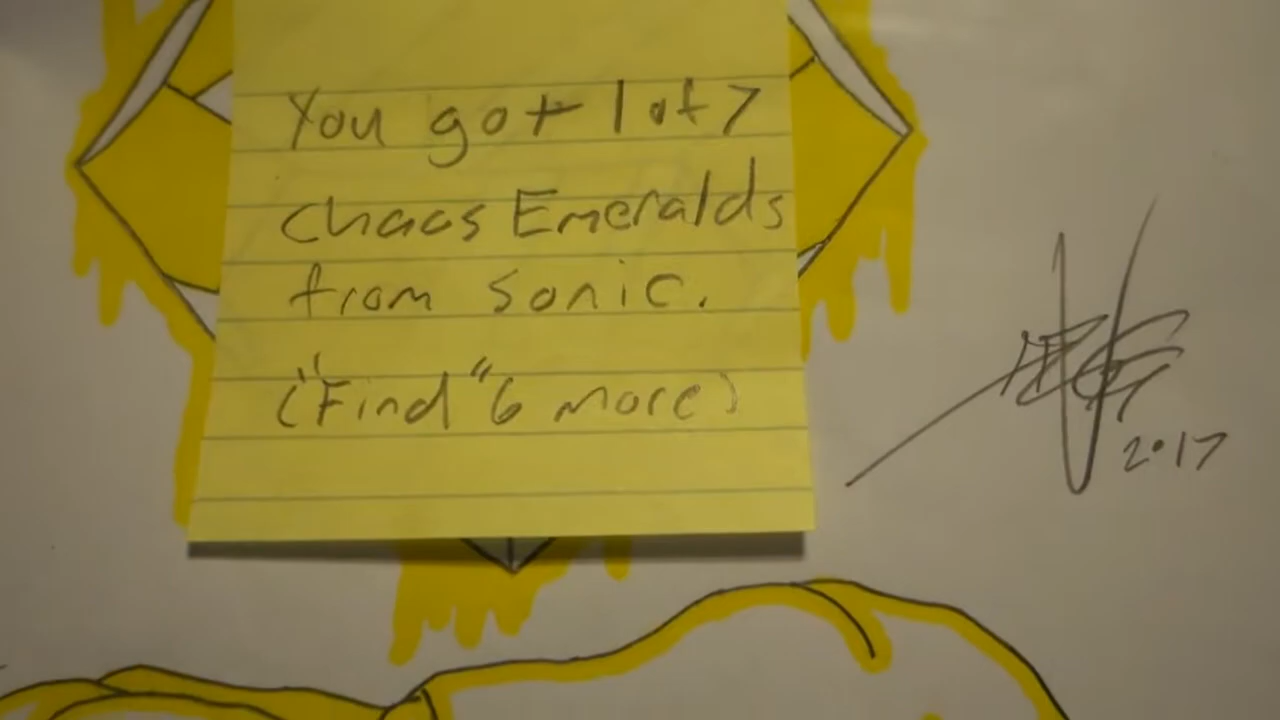 You got 1 of 7
chaos Emeralds
from sonic.
("Find" 6 more)
2017